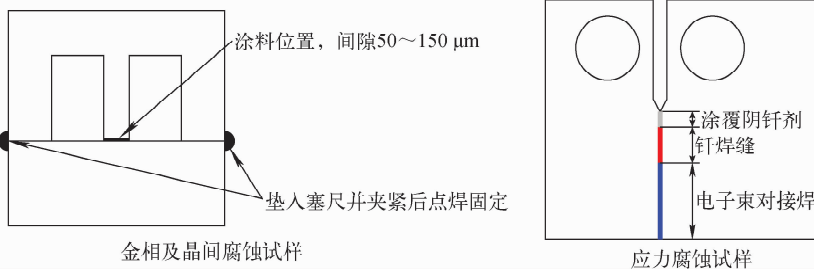 涂料位置，间隙50～150 μm
垫入塞尺并夹紧后点焊固定
金相及晶间腐蚀试样
涂覆阴钎剂
钎焊缝
电子束对接焊
应力腐蚀试样